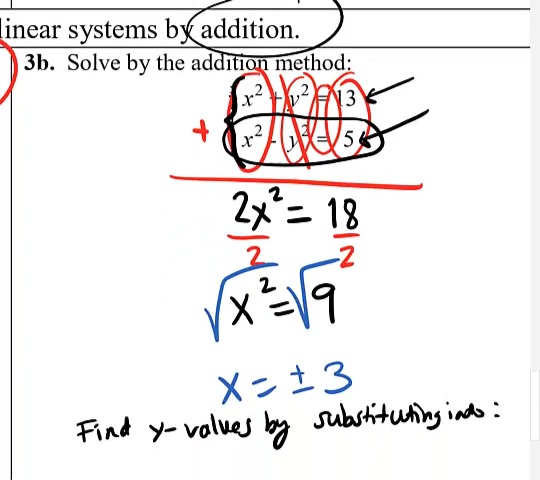 linear systems by addition.
3b. Solve by the addition method:
x² + y² = 13
+ x² - y² = 5
2x² = 18
2 2
√x² = √9
x = ± 3
Find y-values by substituting into: